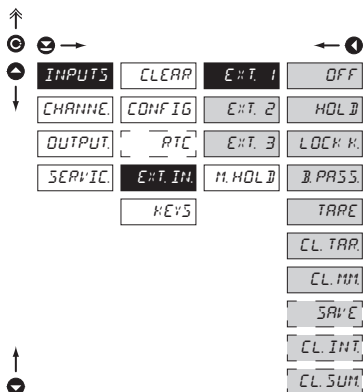 INPUTS CLEAR EXT. 1 OFF
CHANNE. CONFIG EXT. 2 HOLD
OUTPUT. RTC EXT. 3 LOCK K.
SERVIC. EXT. IN. M. HOLD B.PASS.
KEYS TARE
CL. TAR.
CL. MM.
SAVE
CL. INT.
CL. SUM.